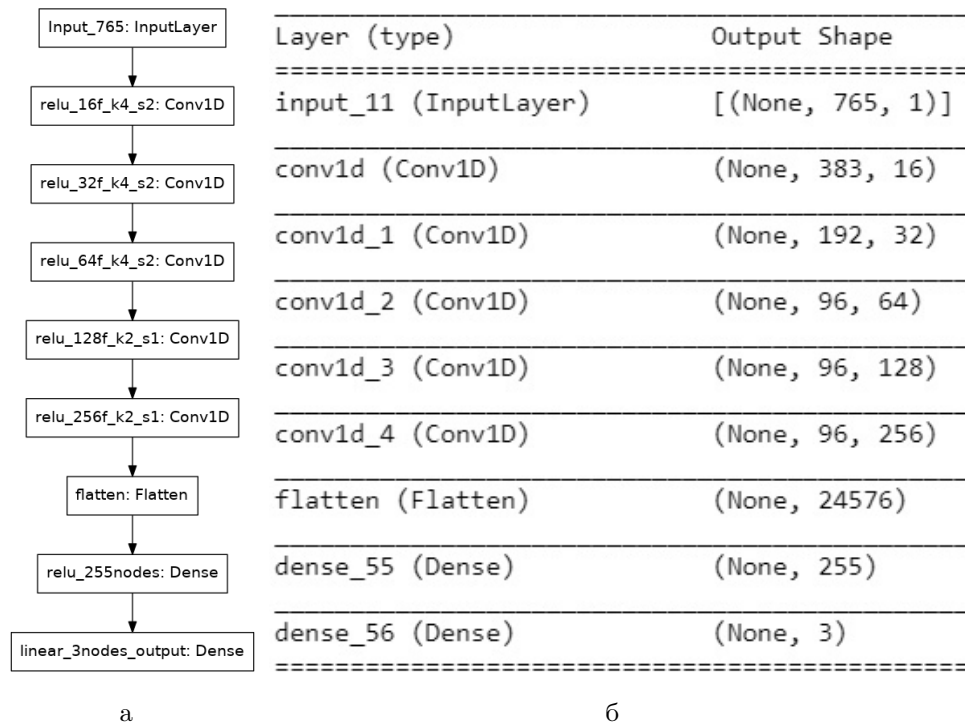 Input_765: InputLayer
relu_16f_k4_s2: Conv1D
relu_32f_k4_s2: Conv1D
relu_64f_k4_s2: Conv1D
relu_128f_k2_s1: Conv1D
relu_256f_k2_s1: Conv1D
flatten: Flatten
relu_255nodes: Dense
linear_3nodes_output: Dense
а
Layer (type) Output Shape
input_11 (InputLayer) [(None, 765, 1)]
conv1d (Conv1D) (None, 383, 16)
conv1d_1 (Conv1D) (None, 192, 32)
conv1d_2 (Conv1D) (None, 96, 64)
conv1d_3 (Conv1D) (None, 96, 128)
conv1d_4 (Conv1D) (None, 96, 256)
flatten (Flatten) (None, 24576)
dense_55 (Dense) (None, 255)
dense_56 (Dense) (None, 3)
б